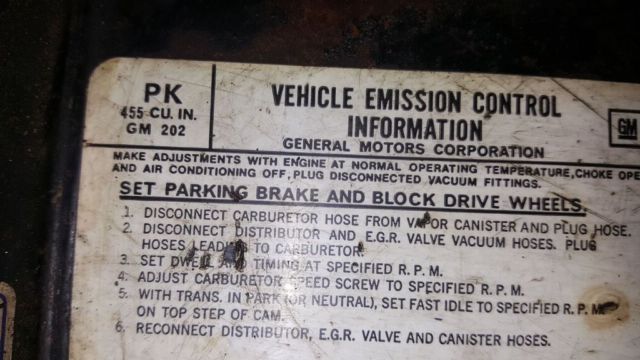 PK
455 CU. IN.
GM 202
VEHICLE EMISSION CONTROL
INFORMATION
GENERAL MOTORS CORPORATION
GM
MAKE ADJUSTMENTS WITH ENGINE AT NORMAL OPERATING TEMPERATURE, CHOKE OPE
AND AIR CONDITIONING OFF, PLUG DISCONNECTED VACUUM FITTINGS.
SET PARKING BRAKE AND BLOCK DRIVE WHEELS.
1. DISCONNECT CARBURETOR HOSE FROM VAPOR CANISTER AND PLUG HOSE.
2. DISCONNECT DISTRIBUTOR AND E.G.R. VALVE VACUUM HOSES. PLUG
HOSES LEADING TO CARBURETOR.
3. SET DWELL AND TIMING AT SPECIFIED R.P.M.
4. ADJUST CARBURETOR SPEED SCREW TO SPECIFIED R.P.M.
5. WITH TRANS. IN PARK (OR NEUTRAL), SET FAST IDLE TO SPECIFIED R.P.M.
ON TOP STEP OF CAM.
6. RECONNECT DISTRIBUTOR, E.G.R. VALVE AND CANISTER HOSES.